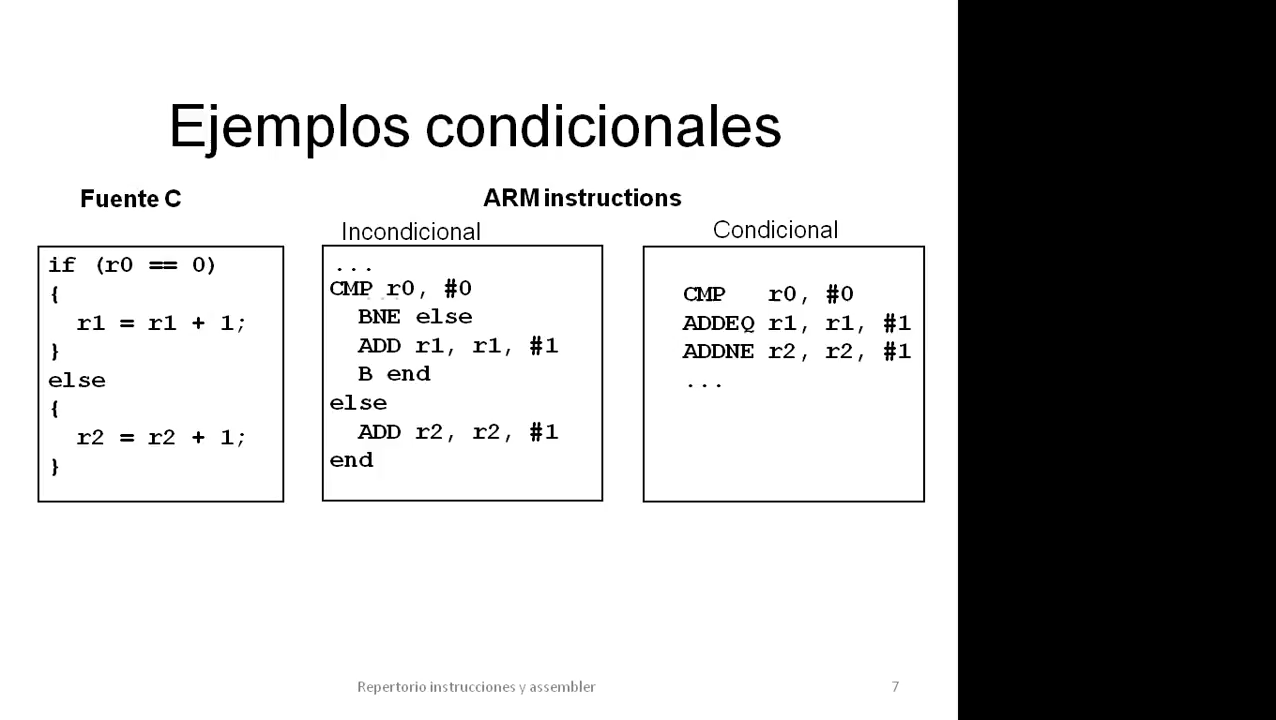 Ejemplos condicionales
Fuente C
if (r0 == 0)
{
  r1 = r1 + 1;
}
else
{
  r2 = r2 + 1;
}
ARM instructions
Incondicional
...
CMP r0, #0
  BNE else
  ADD r1, r1, #1
  B end
else
  ADD r2, r2, #1
end
Condicional
CMP   r0, #0
ADDEQ r1, r1, #1
ADDNE r2, r2, #1
...
Repertorio instrucciones y assembler
7